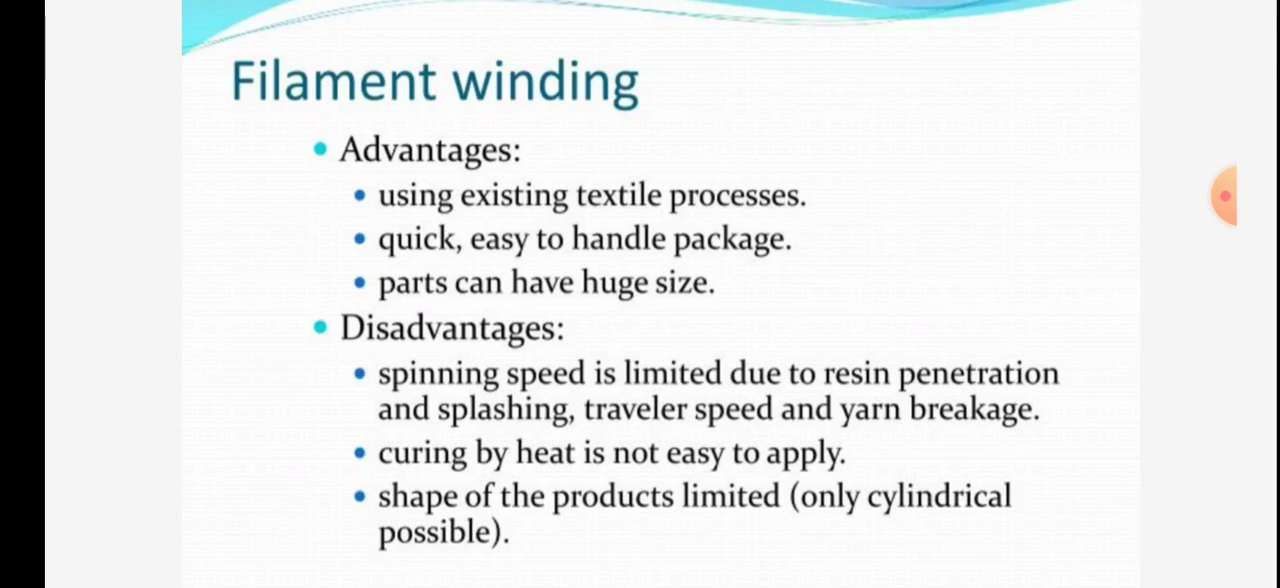 Filament winding
Advantages:
using existing textile processes.
quick, easy to handle package.
parts can have huge size.
Disadvantages:
spinning speed is limited due to resin penetration
and splashing, traveler speed and yarn breakage.
curing by heat is not easy to apply.
shape of the products limited (only cylindrical
possible).